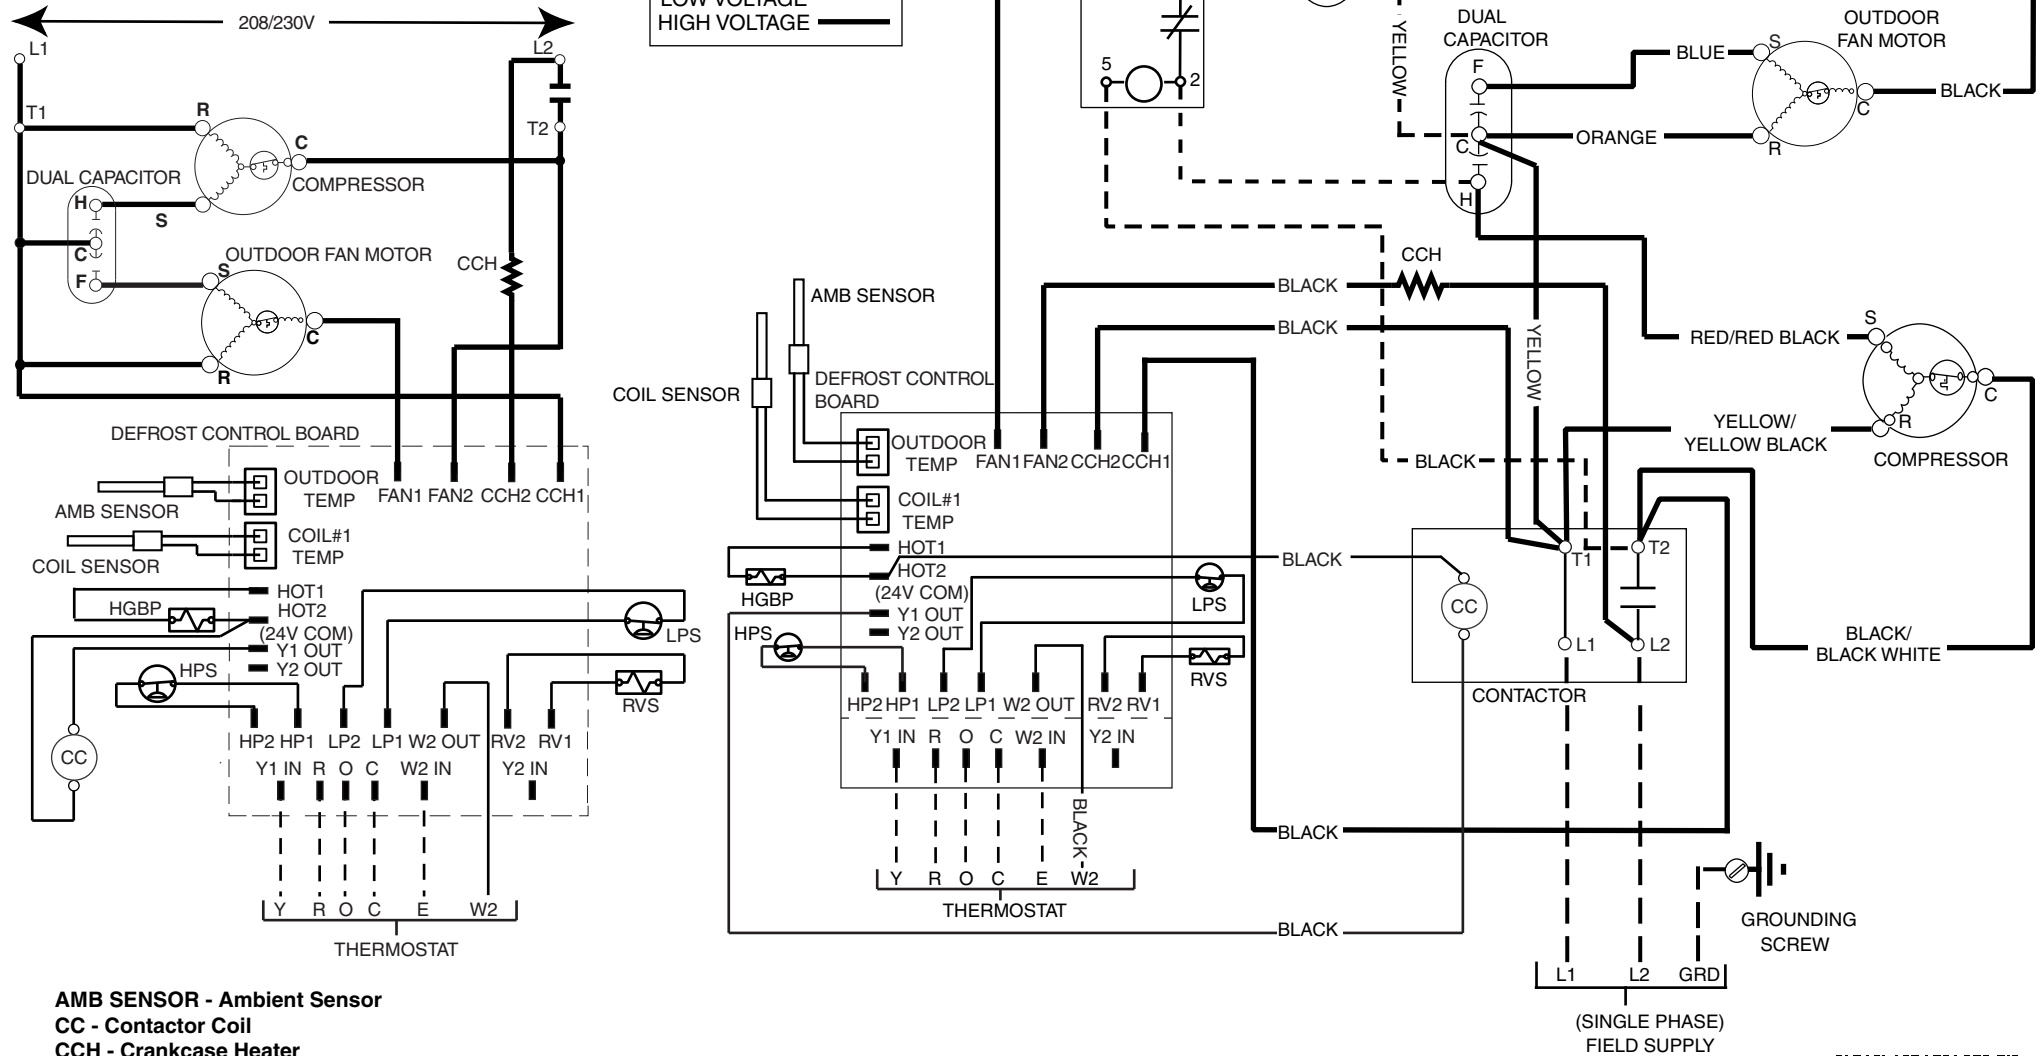 LOW VOLTAGE
HIGH VOLTAGE
208/230V
L1
L2
T1
T2
R
C
COMPRESSOR
DUAL CAPACITOR
H
S
C
F
OUTDOOR FAN MOTOR
S
C
R
CCH
DEFROST CONTROL BOARD
OUTDOOR
TEMP
FAN1 FAN2 CCH2 CCH1
AMB SENSOR
COIL#1
TEMP
COIL SENSOR
HOT1
HOT2
(24V COM)
Y1 OUT
Y2 OUT
HGBP
HPS
LPS
RVS
CC
HP2 HP1 LP2 LP1 W2 OUT RV2 RV1
Y1 IN R O C W2 IN Y2 IN
Y R O C E W2
THERMOSTAT
AMB SENSOR - Ambient Sensor
CC - Contactor Coil
CCH - Crankcase Heater
5
2
YELLOW
DUAL
CAPACITOR
F
C
H
BLUE
ORANGE
OUTDOOR
FAN MOTOR
S
C
R
BLACK
AMB SENSOR
COIL SENSOR
DEFROST CONTROL
BOARD
BLACK
CCH
BLACK
YELLOW
RED/RED BLACK
S
C
R
YELLOW/
YELLOW BLACK
COMPRESSOR
OUTDOOR
TEMP
FAN1 FAN2 CCH2 CCH1
BLACK
COIL#1
TEMP
HOT1
HOT2
(24V COM)
Y1 OUT
Y2 OUT
HGBP
HPS
LPS
RVS
BLACK
CC
T1
T2
L1
L2
CONTACTOR
BLACK/
BLACK WHITE
HP2 HP1 LP2 LP1 W2 OUT RV2 RV1
Y1 IN R O C W2 IN Y2 IN
BLACK
BLACK
Y R O C E W2
THERMOSTAT
BLACK
GROUNDING
SCREW
L1 L2 GRD
(SINGLE PHASE)
FIELD SUPPLY